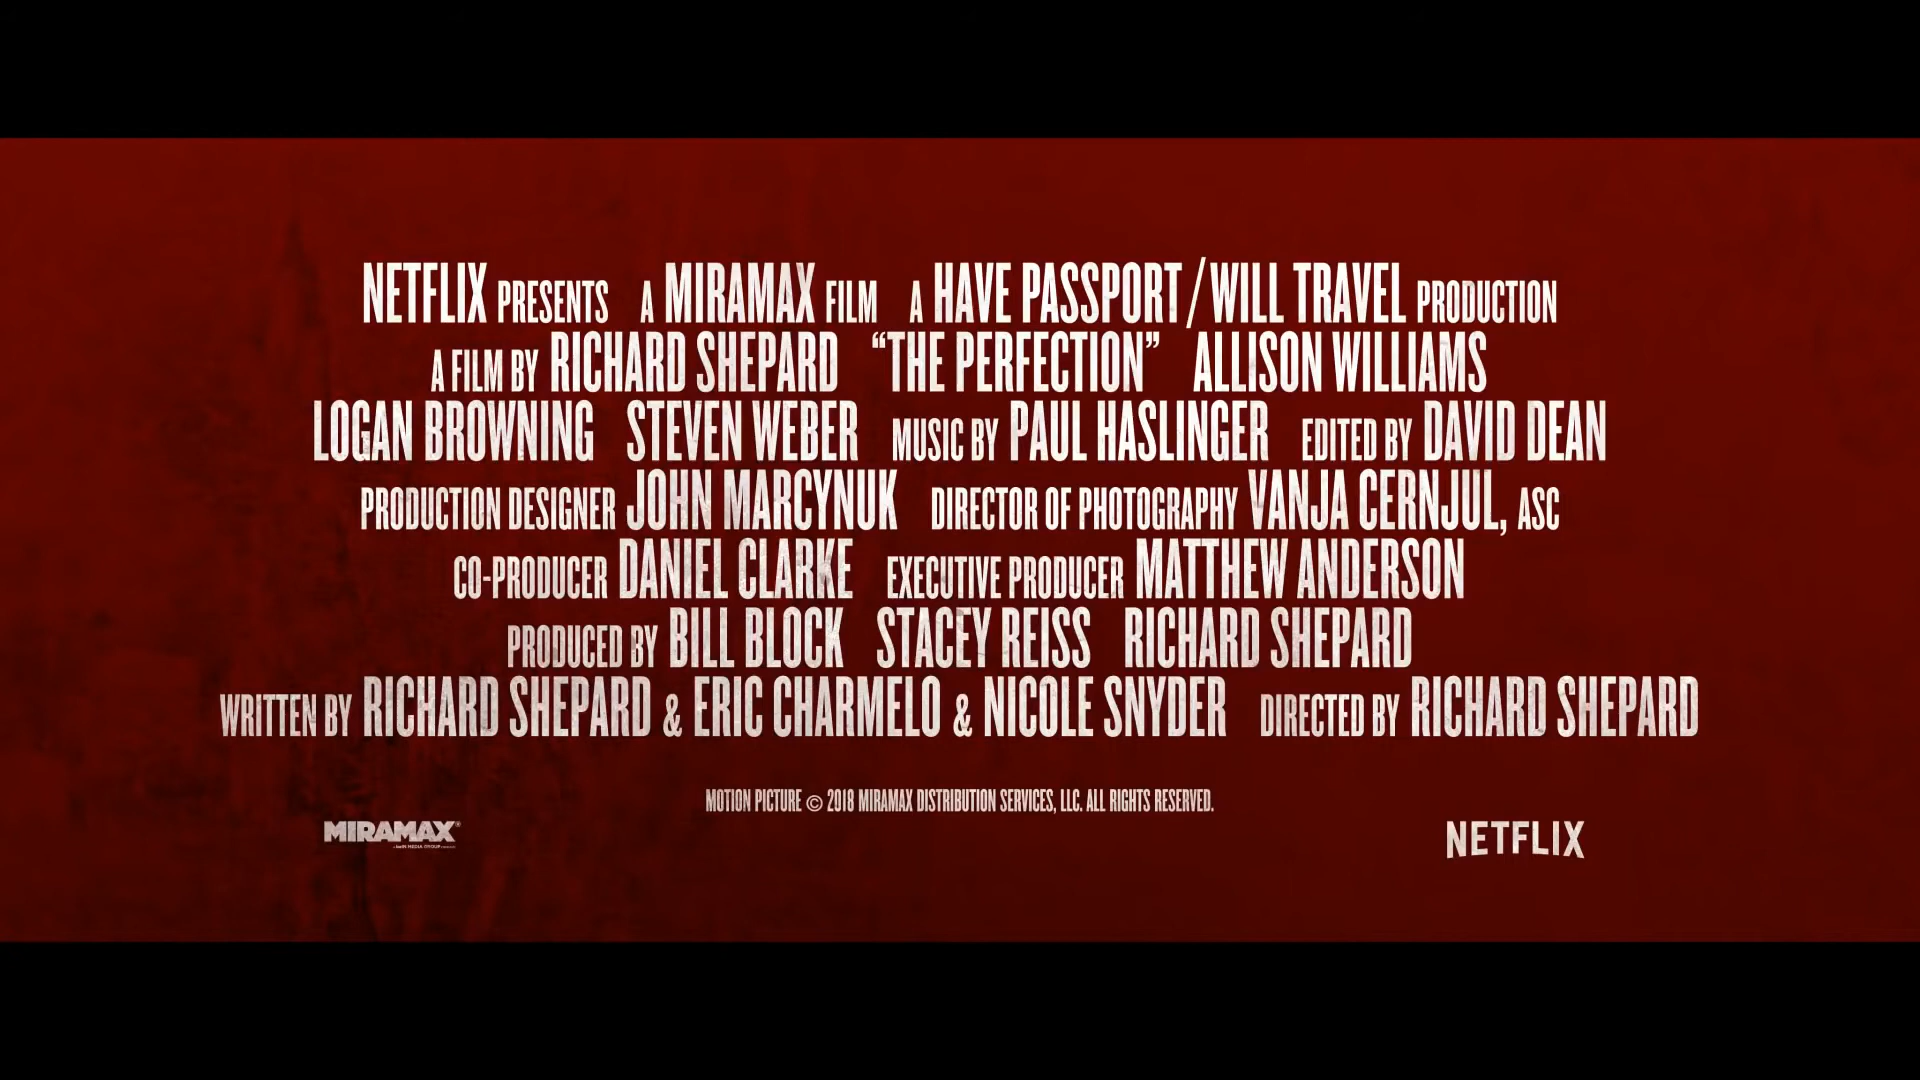 NETFLIX PRESENTS A MIRAMAX FILM A HAVE PASSPORT/WILL TRAVEL PRODUCTION
A FILM BY RICHARD SHEPARD “THE PERFECTION” ALLISON WILLIAMS
LOGAN BROWNING STEVEN WEBER MUSIC BY PAUL HASLINGER EDITED BY DAVID DEAN
PRODUCTION DESIGNER JOHN MARCYNUK DIRECTOR OF PHOTOGRAPHY VANJA CERNJUL, ASC
CO-PRODUCER DANIEL CLARKE EXECUTIVE PRODUCER MATTHEW ANDERSON
PRODUCED BY BILL BLOCK STACEY REISS RICHARD SHEPARD
WRITTEN BY RICHARD SHEPARD & ERIC CHARMELO & NICOLE SNYDER DIRECTED BY RICHARD SHEPARD
MOTION PICTURE © 2018 MIRAMAX DISTRIBUTION SERVICES, LLC. ALL RIGHTS RESERVED.
MIRAMAX®
MEDIA GROUP
NETFLIX